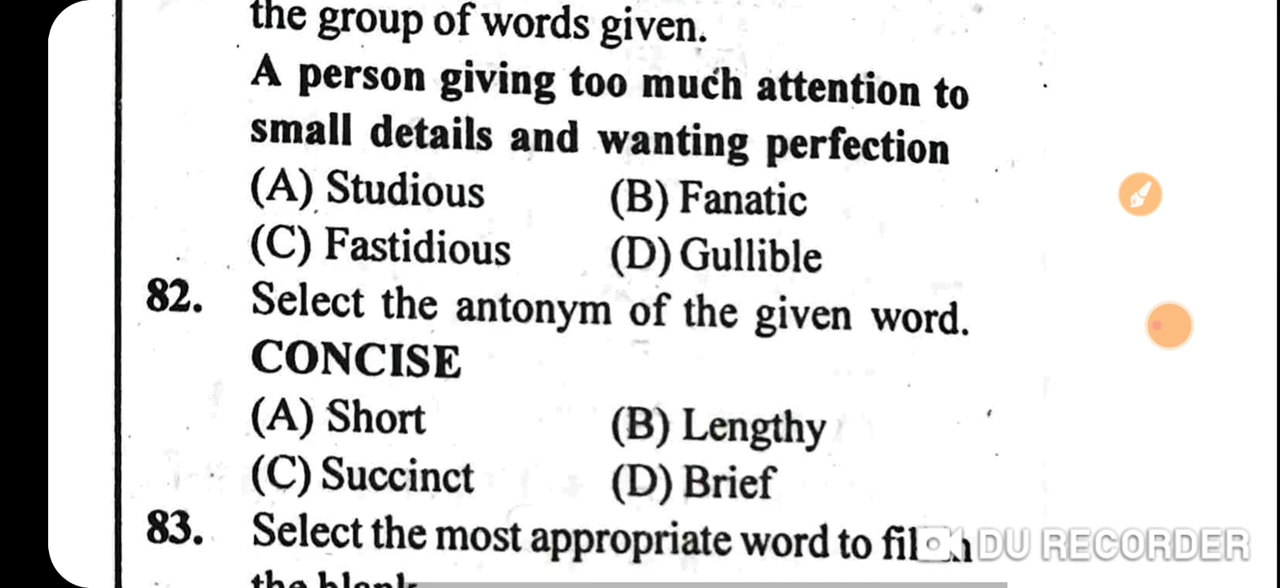 the group of words given.
A person giving too much attention to
small details and wanting perfection
(A) Studious (B) Fanatic
(C) Fastidious (D) Gullible
82. Select the antonym of the given word.
CONCISE
(A) Short (B) Lengthy
(C) Succinct (D) Brief
83. Select the most appropriate word to fil
DU RECORDER
the blank